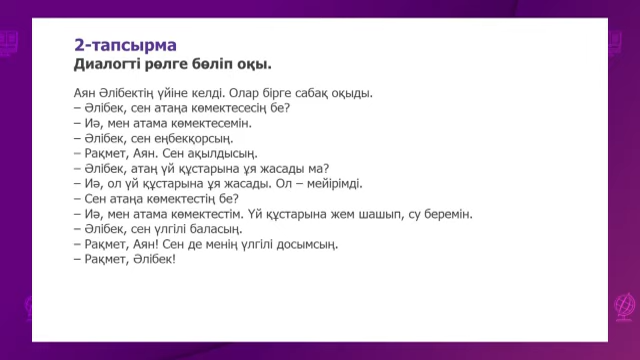 2-тапсырма
Диалогті рөлге бөліп оқы.
Аян Әлібектің үйіне келді. Олар бірге сабақ оқыды.
– Әлібек, сен атаңа көмектесесің бе?
– Иә, мен атама көмектесемін.
– Әлібек, сен еңбекқорсың.
– Рақмет, Аян. Сен ақылдысың.
– Әлібек, атаң үй құстарына ұя жасады ма?
– Иә, ол үй құстарына ұя жасады. Ол – мейірімді.
– Сен атаңа көмектестің бе?
– Иә, мен атама көмектестім. Үй құстарына жем шашып, су беремін.
– Әлібек, сен үлгілі баласың.
– Рақмет, Аян! Сен де менің үлгілі досымсың.
– Рақмет, Әлібек!